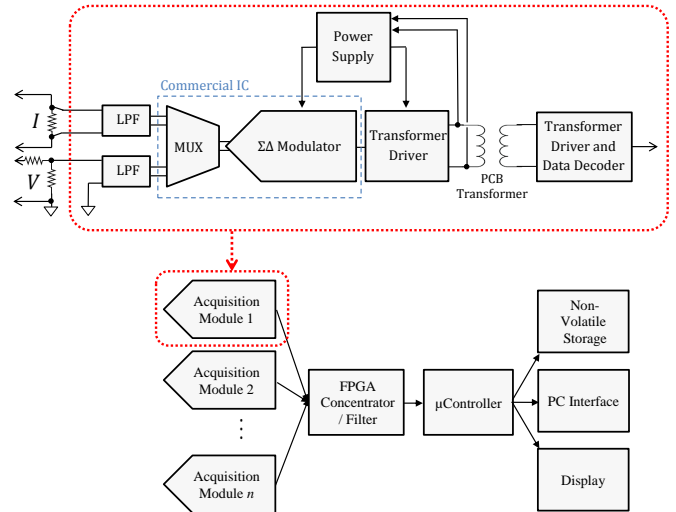 Power
Supply
Commercial IC
I
LPF
MUX
ΣΔ Modulator
Transformer
Driver
Transformer
Driver and
Data Decoder
V
LPF
PCB
Transformer
Acquisition
Module 1
Acquisition
Module 2
⋮
Acquisition
Module n
FPGA
Concentrator
/ Filter
μController
Non-
Volatile
Storage
PC Interface
Display